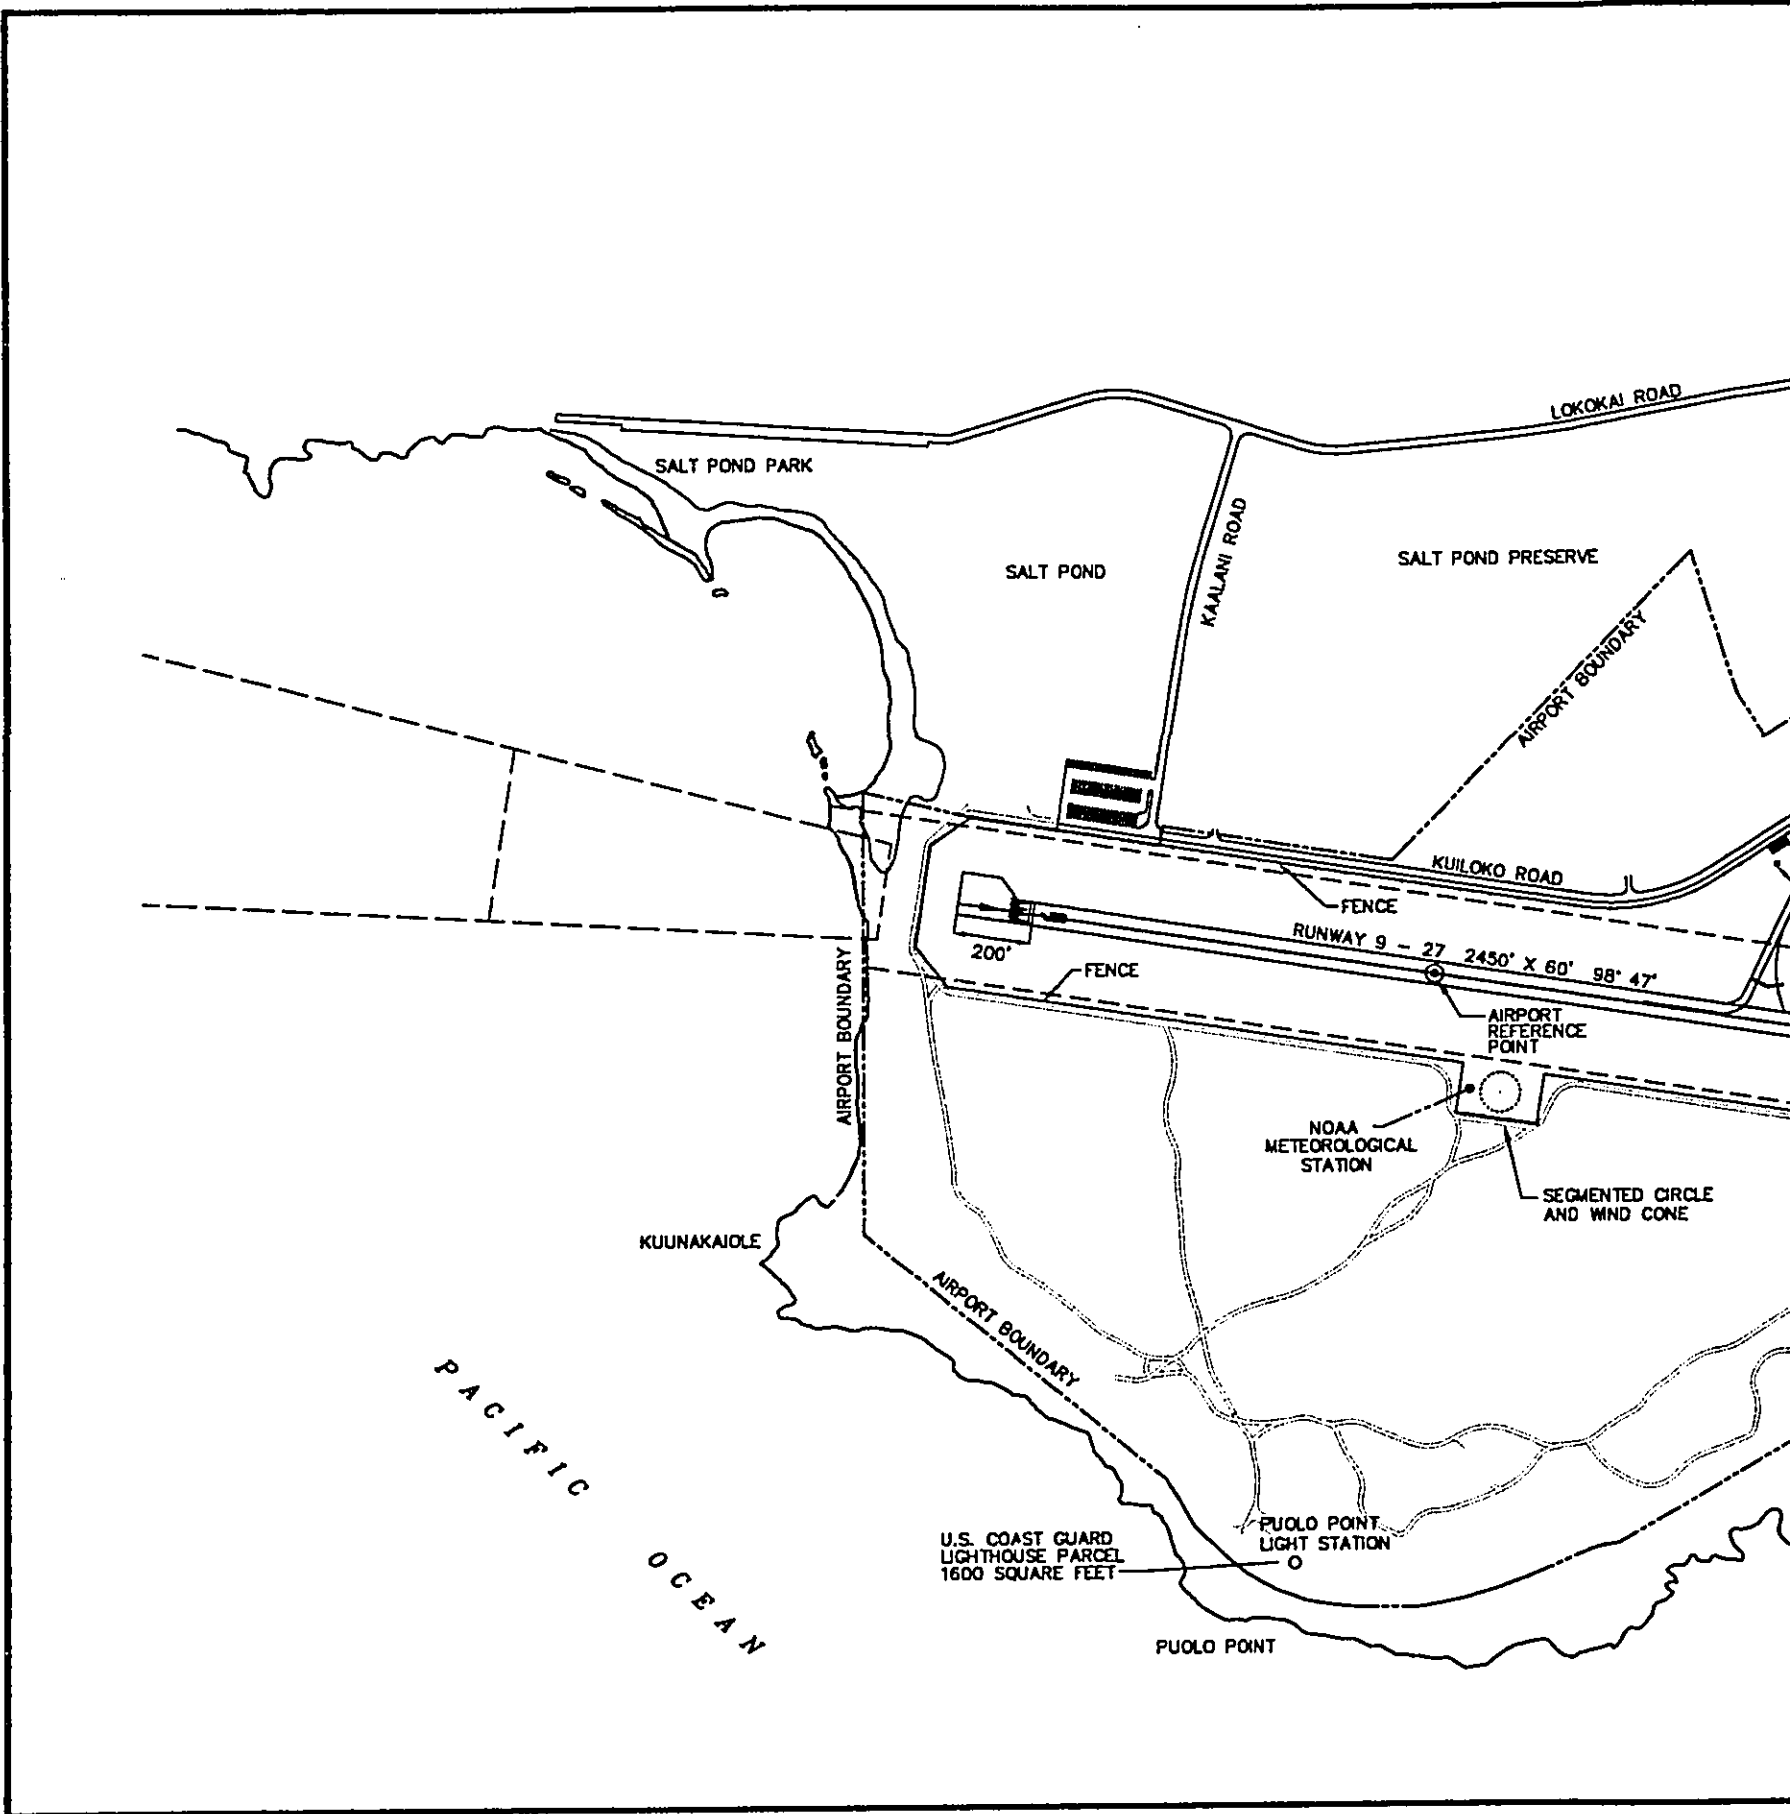 LOKOKAI ROAD
SALT POND PARK
SALT POND
KAALANI ROAD
SALT POND PRESERVE
AIRPORT BOUNDARY
KUILOKO ROAD
FENCE
RUNWAY 9 - 27 2450' X 60' 98° 47'
200'
FENCE
AIRPORT BOUNDARY
AIRPORT
REFERENCE
POINT
NOAA
METEOROLOGICAL
STATION
SEGMENTED CIRCLE
AND WIND CONE
KUUNAKAIOLE
AIRPORT BOUNDARY
PACIFIC OCEAN
PUOLO POINT
LIGHT STATION
U.S. COAST GUARD
LIGHTHOUSE PARCEL
1600 SQUARE FEET
PUOLO POINT